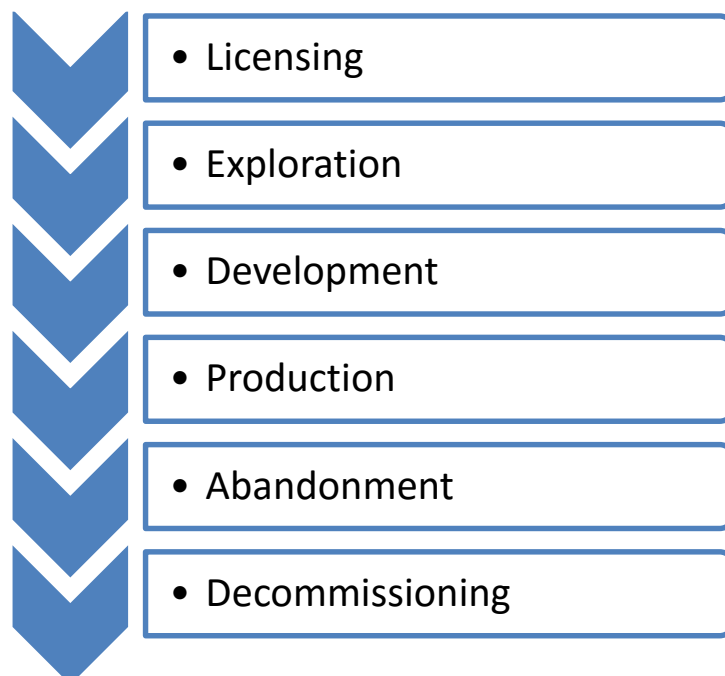 • Licensing
• Exploration
• Development
• Production
• Abandonment
• Decommissioning